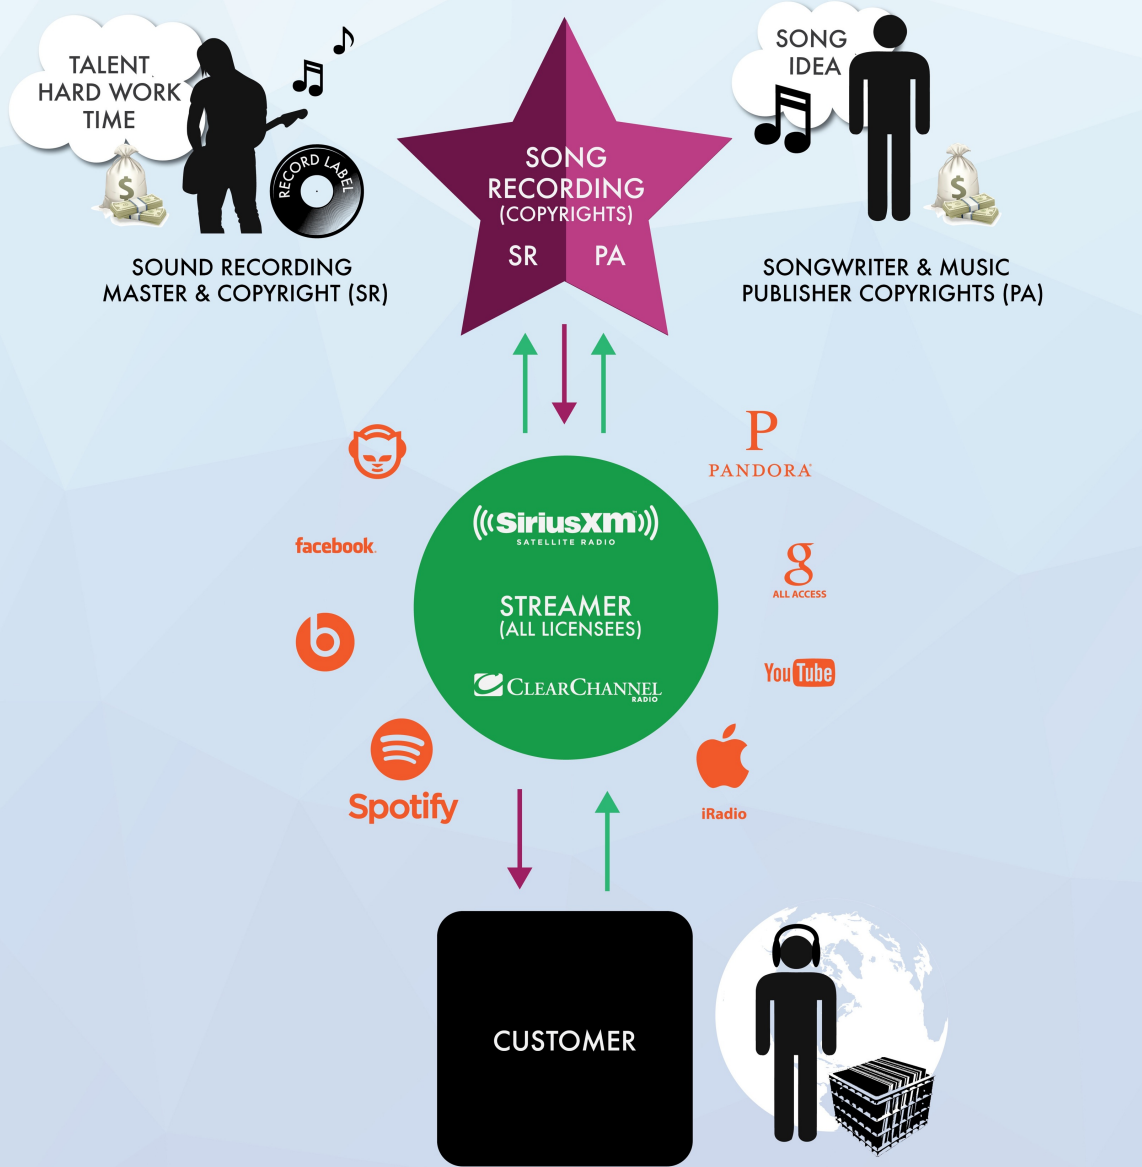 TALENT
HARD WORK
TIME
$
RECORD LABEL
SOUND RECORDING
MASTER & COPYRIGHT (SR)
SONG
RECORDING
(COPYRIGHTS)
SR PA
SONG
IDEA
$
SONGWRITER & MUSIC
PUBLISHER COPYRIGHTS (PA)
facebook.
b
Spotify
((SiriusXM))
SATELLITE RADIO
STREAMER
(ALL LICENSEES)
CLEARCHANNEL
RADIO
P
PANDORA
g
ALL ACCESS
YouTube
iRadio
CUSTOMER